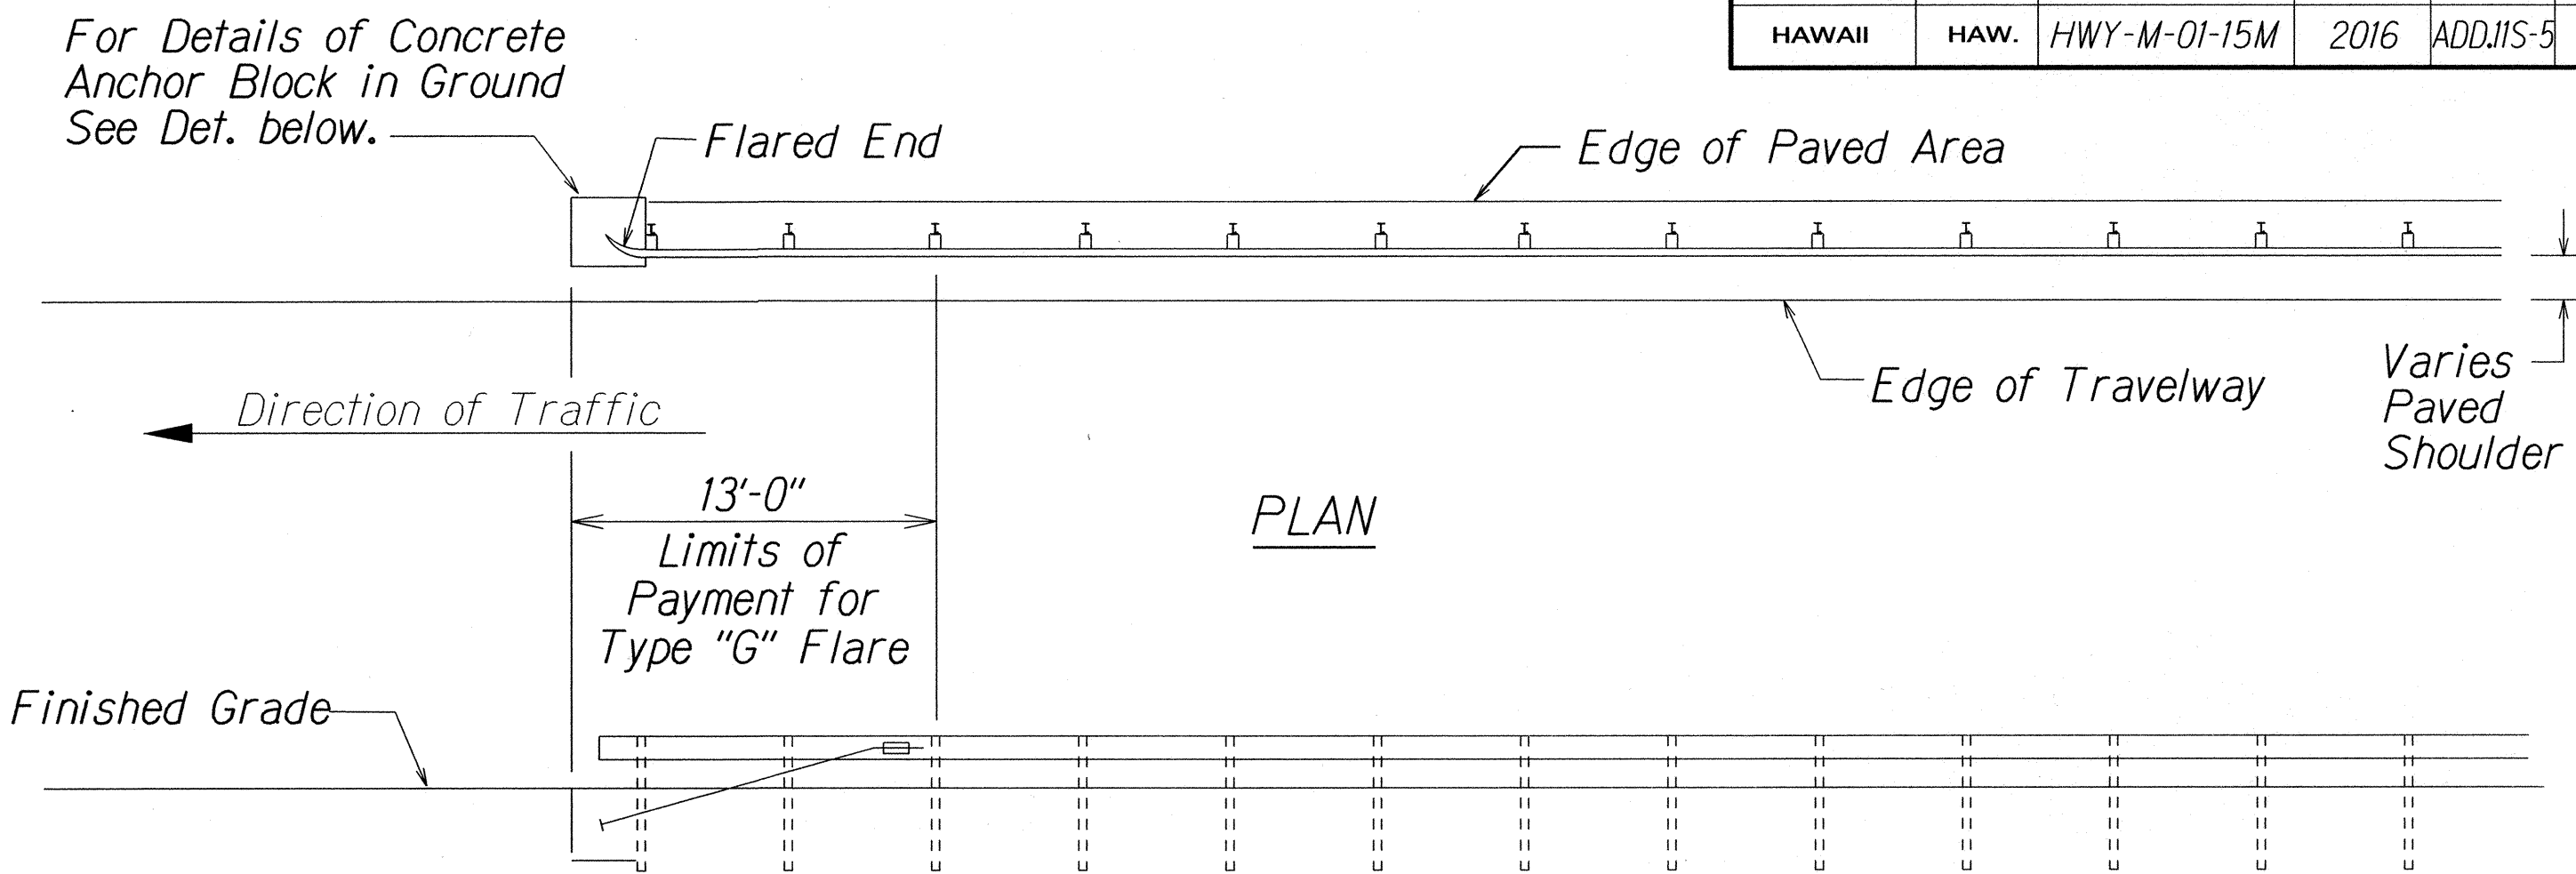 HAWAII HAW. HWY-M-01-15M 2016 ADD.11S-5
For Details of Concrete
Anchor Block in Ground
See Det. below.
Flared End
Edge of Paved Area
Edge of Travelway
Varies
Paved
Shoulder
Direction of Traffic
13'-0"
Limits of
Payment for
Type "G" Flare
PLAN
Finished Grade